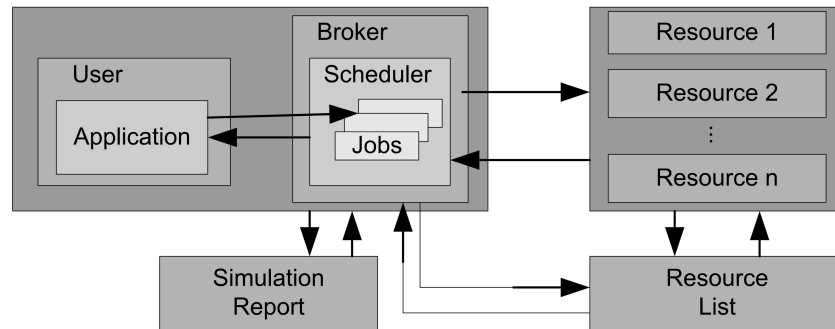 Broker
User
Scheduler
Application
Jobs
Resource 1
Resource 2
⋮
Resource n
Simulation
Report
Resource
List